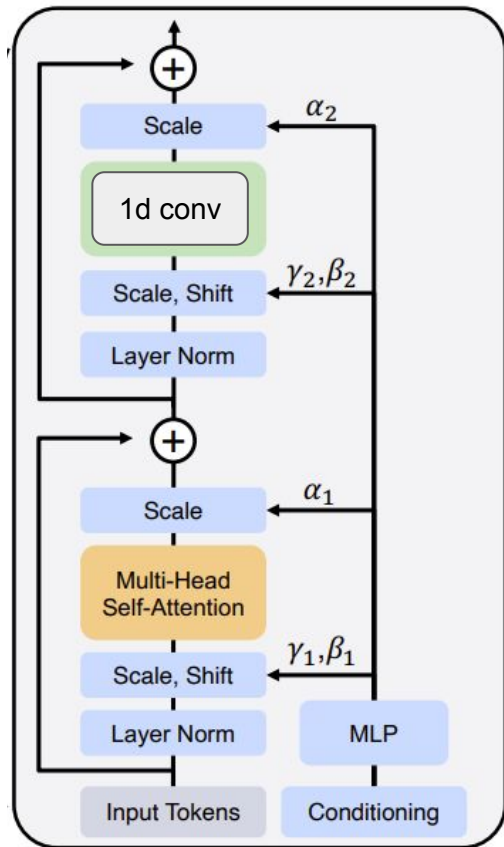 Scale
α₂
1d conv
Scale, Shift
γ₂,β₂
Layer Norm
Scale
α₁
Multi-Head
Self-Attention
Scale, Shift
γ₁,β₁
Layer Norm
MLP
Input Tokens
Conditioning